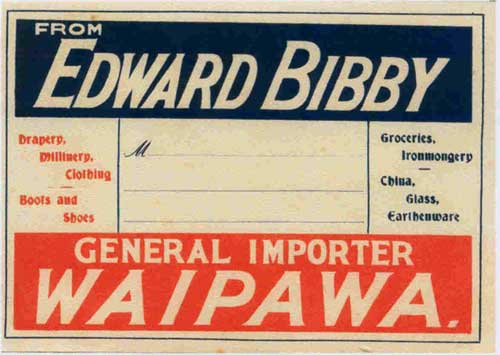 FROM
EDWARD BIBBY
Drapery,
Millinery,
Clothing
Boots and
Shoes
M
Groceries,
Ironmongery
China,
Glass,
Earthenware
GENERAL IMPORTER
WAIPAWA.